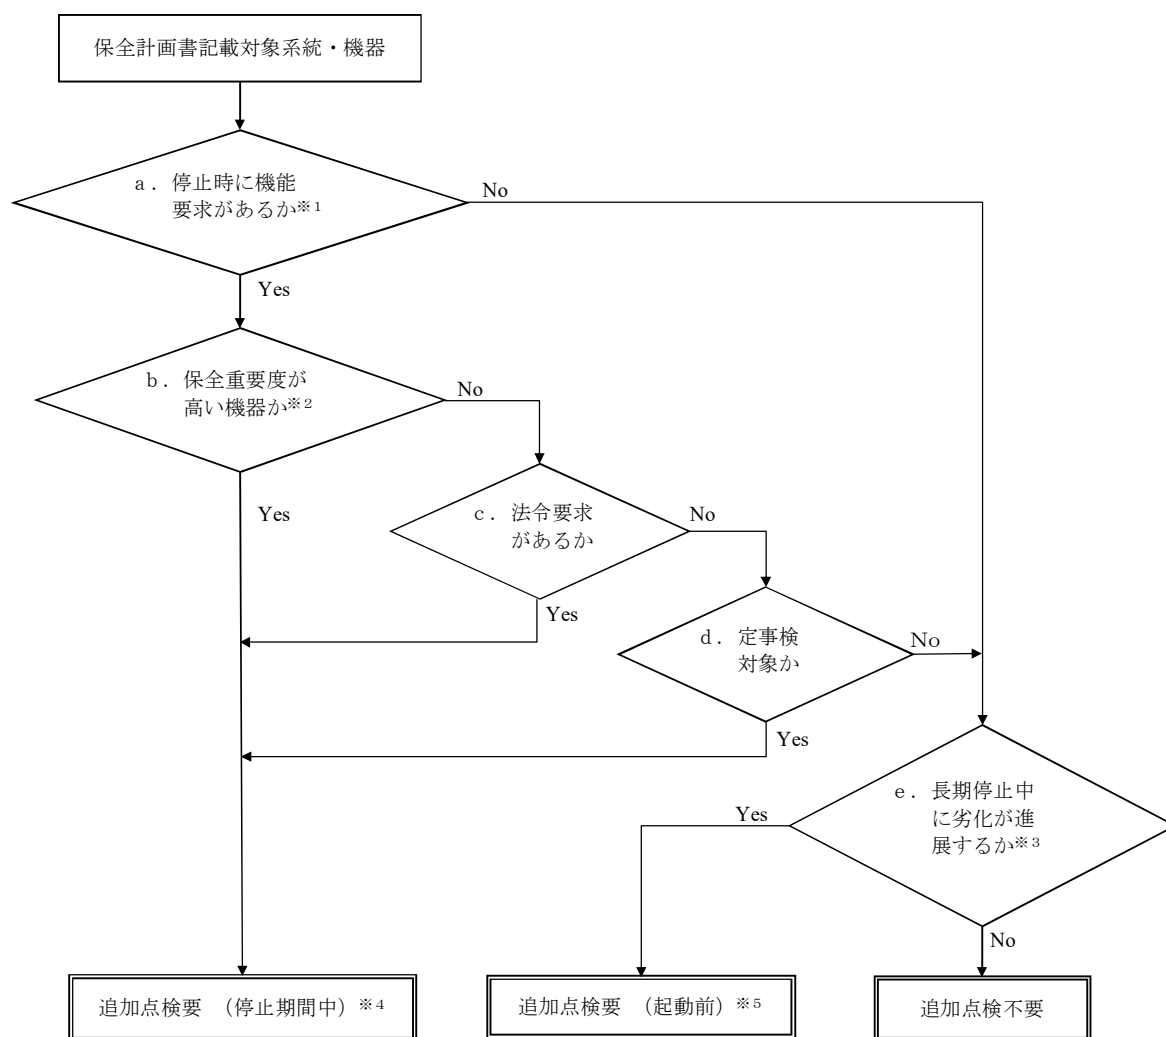 保全計画書記載対象系統・機器
a．停止時に機能
要求があるか※1
No
Yes
b．保全重要度が
高い機器か※2
No
Yes
c．法令要求
があるか
No
Yes
d．定事検
対象か
No
Yes
e．長期停止中
に劣化が進
展するか※3
Yes
No
追加点検要 （停止期間中）※4
追加点検要 （起動前）※5
追加点検不要